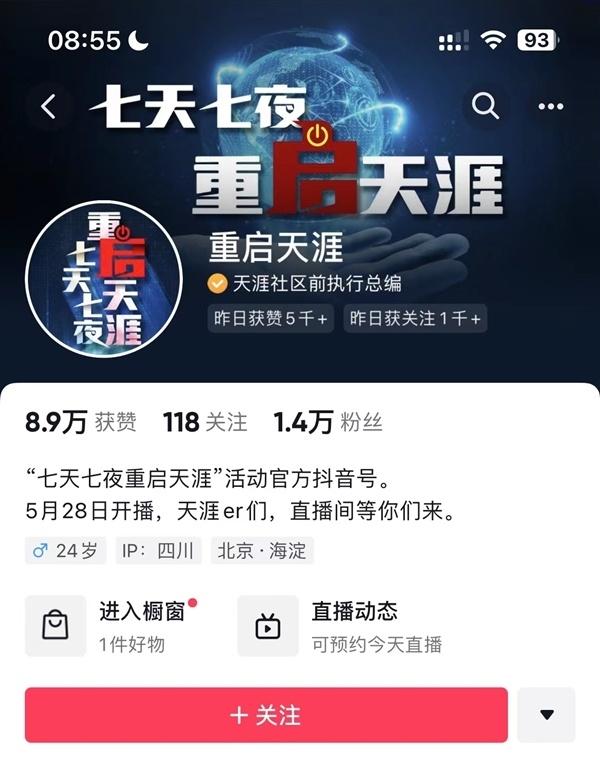 08:55
93
七天七夜
重启天涯
重启
七天
天涯
七夜
重启天涯
天涯社区前执行总编
昨日获赞5千+
昨日获关注1千+
8.9万 获赞 118 关注 1.4万 粉丝
“七天七夜重启天涯”活动官方抖音号。
5月28日开播，天涯er们，直播间等你们来。
24岁 IP：四川 北京·海淀
进入橱窗 直播动态
1件好物 可预约今天直播
+ 关注